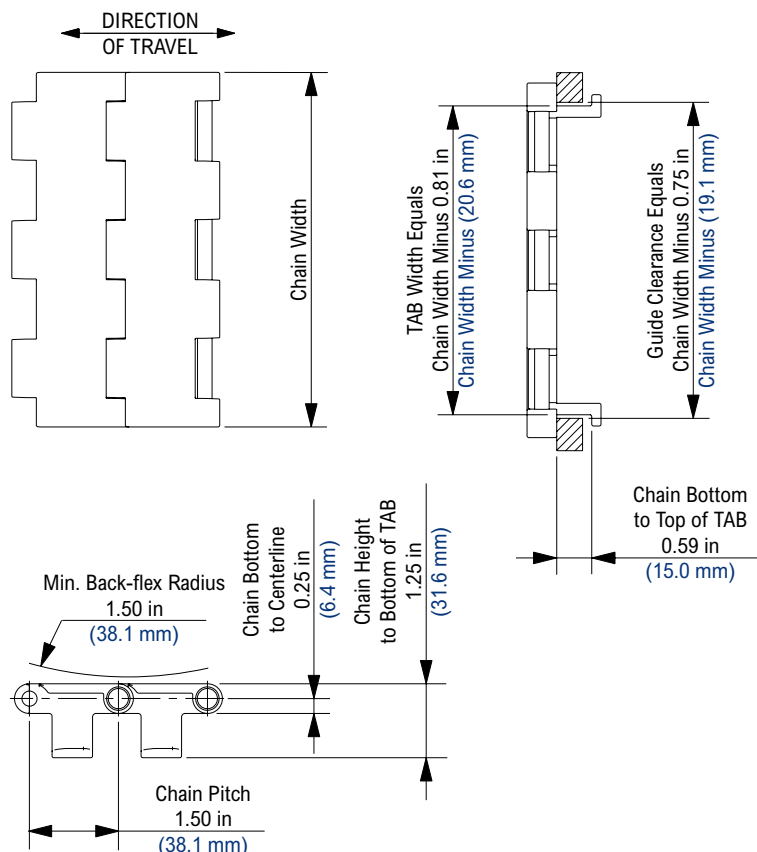 DIRECTION
OF TRAVEL
Chain Width
TAB Width Equals
Chain Width Minus 0.81 in
Chain Width Minus (20.6 mm)
Guide Clearance Equals
Chain Width Minus 0.75 in
Chain Width Minus (19.1 mm)
Chain Bottom
to Top of TAB
0.59 in
(15.0 mm)
Chain Bottom
to Centerline
0.25 in
(6.4 mm)
Chain Height
to Bottom of TAB
1.25 in
(31.6 mm)
Min. Back-flex Radius
1.50 in
(38.1 mm)
Chain Pitch
1.50 in
(38.1 mm)